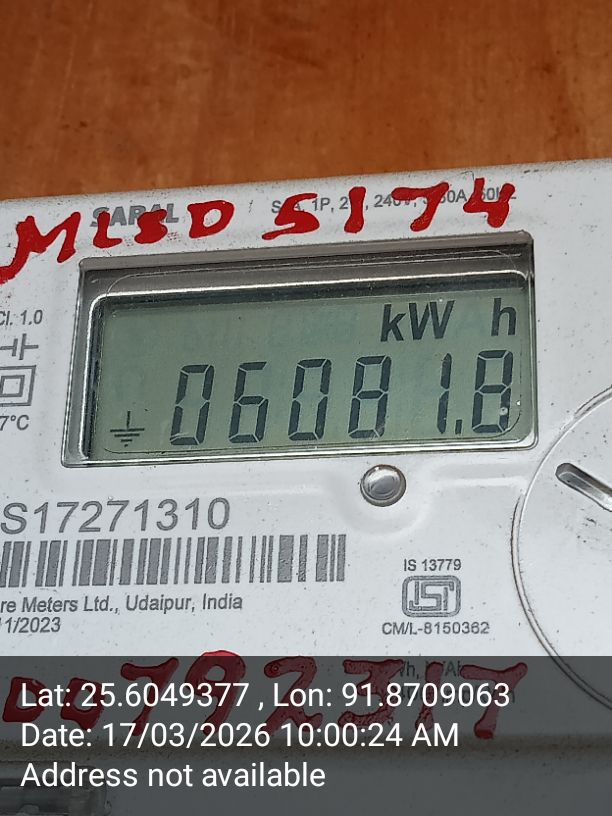 SARAL
MLSD 5174
Cl. 1.0
kW h
06081.8
7°C
S17271310
re Meters Ltd., Udaipur, India
11/2023
IS 13779
ISI
CM/L-8150362
Lat: 25.6049377 , Lon: 91.8709063
Date: 17/03/2026 10:00:24 AM
Address not available